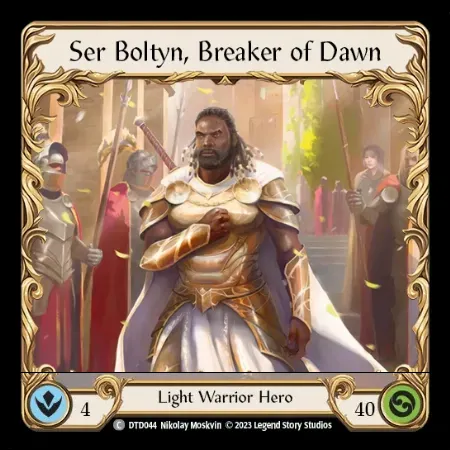 Ser Boltyn, Breaker of Dawn
4
Light Warrior Hero
40
C DTD044 Nikolay Moskvin © 2023 Legend Story Studios